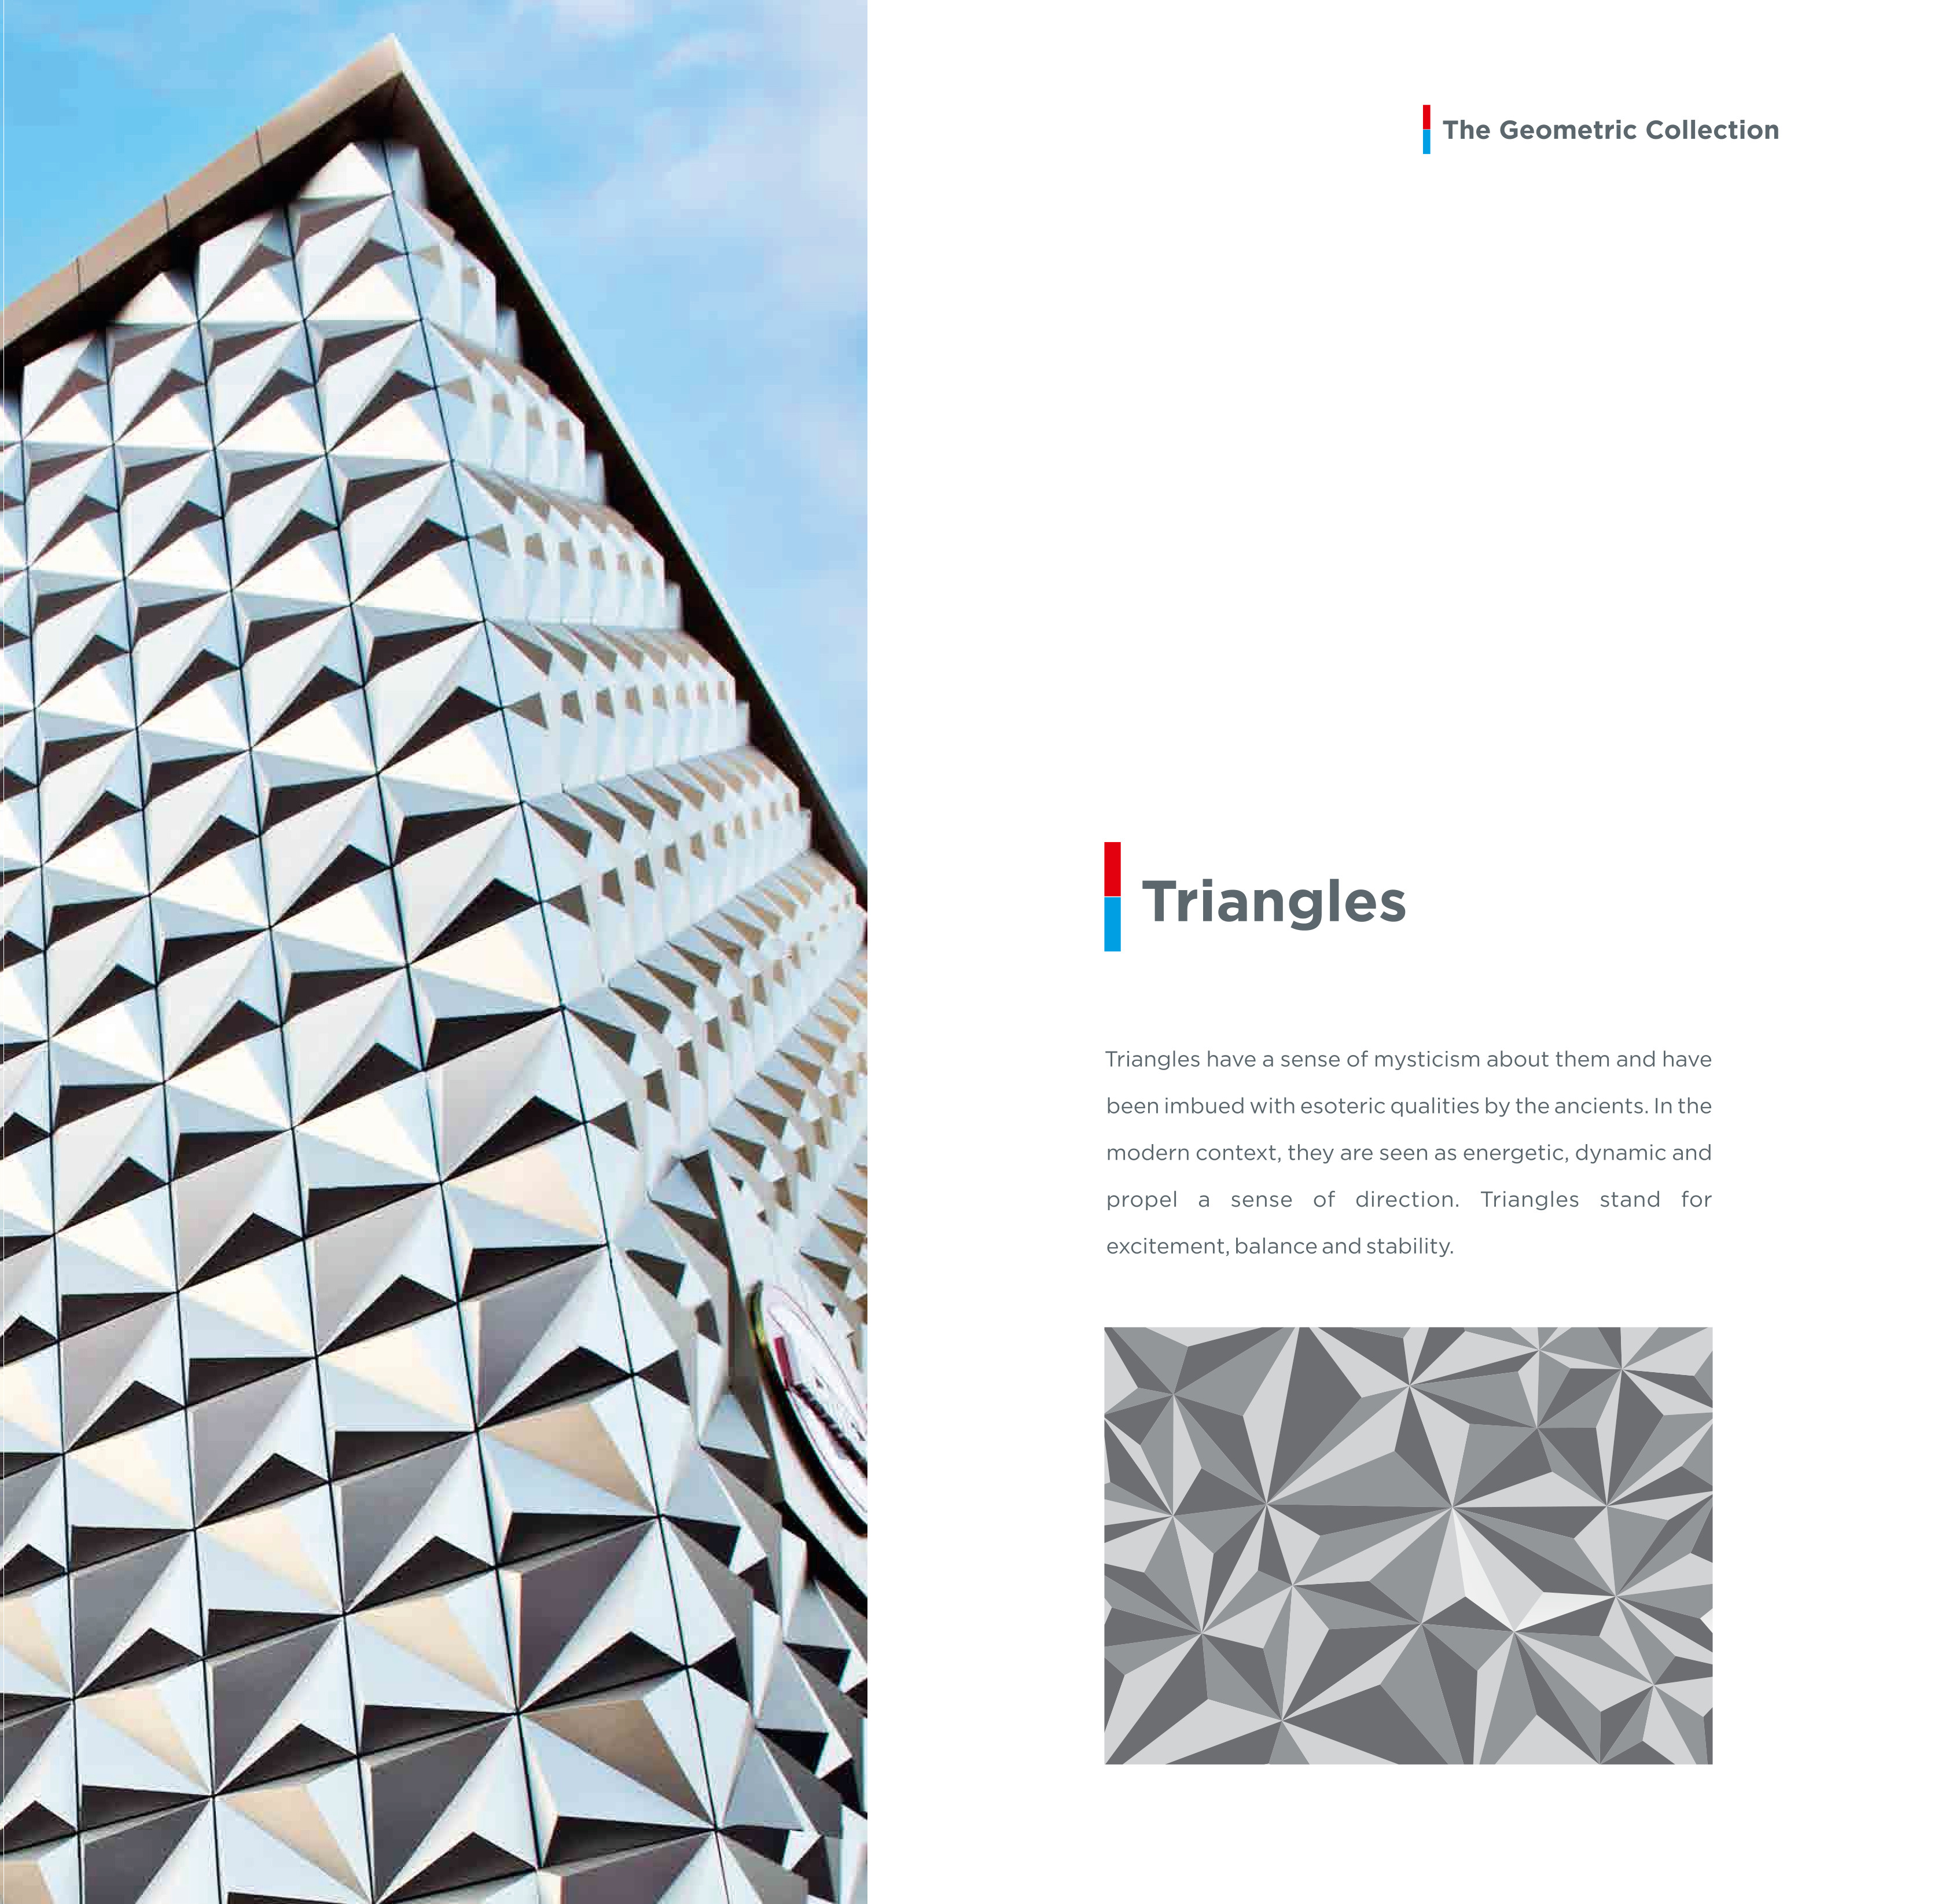 The Geometric Collection
Triangles
Triangles have a sense of mysticism about them and have
been imbued with esoteric qualities by the ancients. In the
modern context, they are seen as energetic, dynamic and
propel a sense of direction. Triangles stand for
excitement, balance and stability.